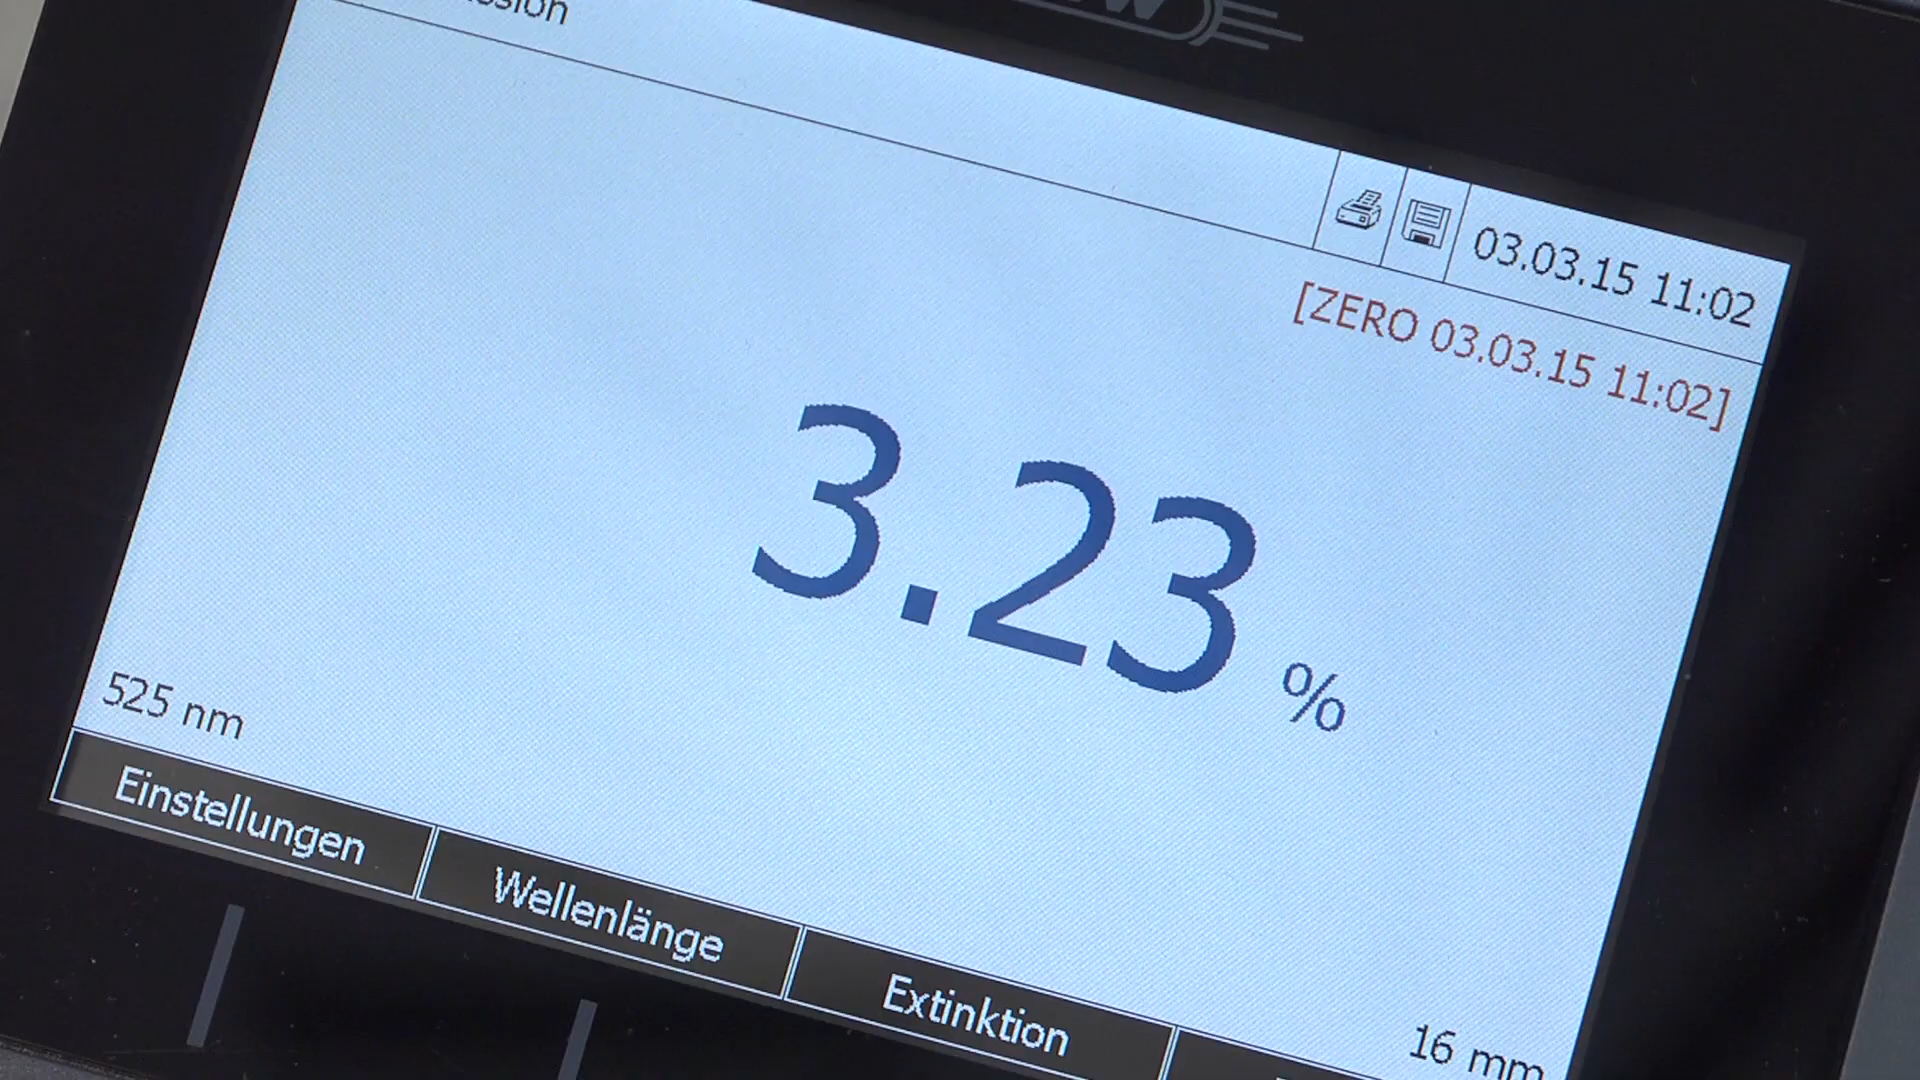 03.03.15 11:02
[ZERO 03.03.15 11:02]
3.23 %
525 nm
16 mm
Einstellungen
Wellenlänge
Extinktion